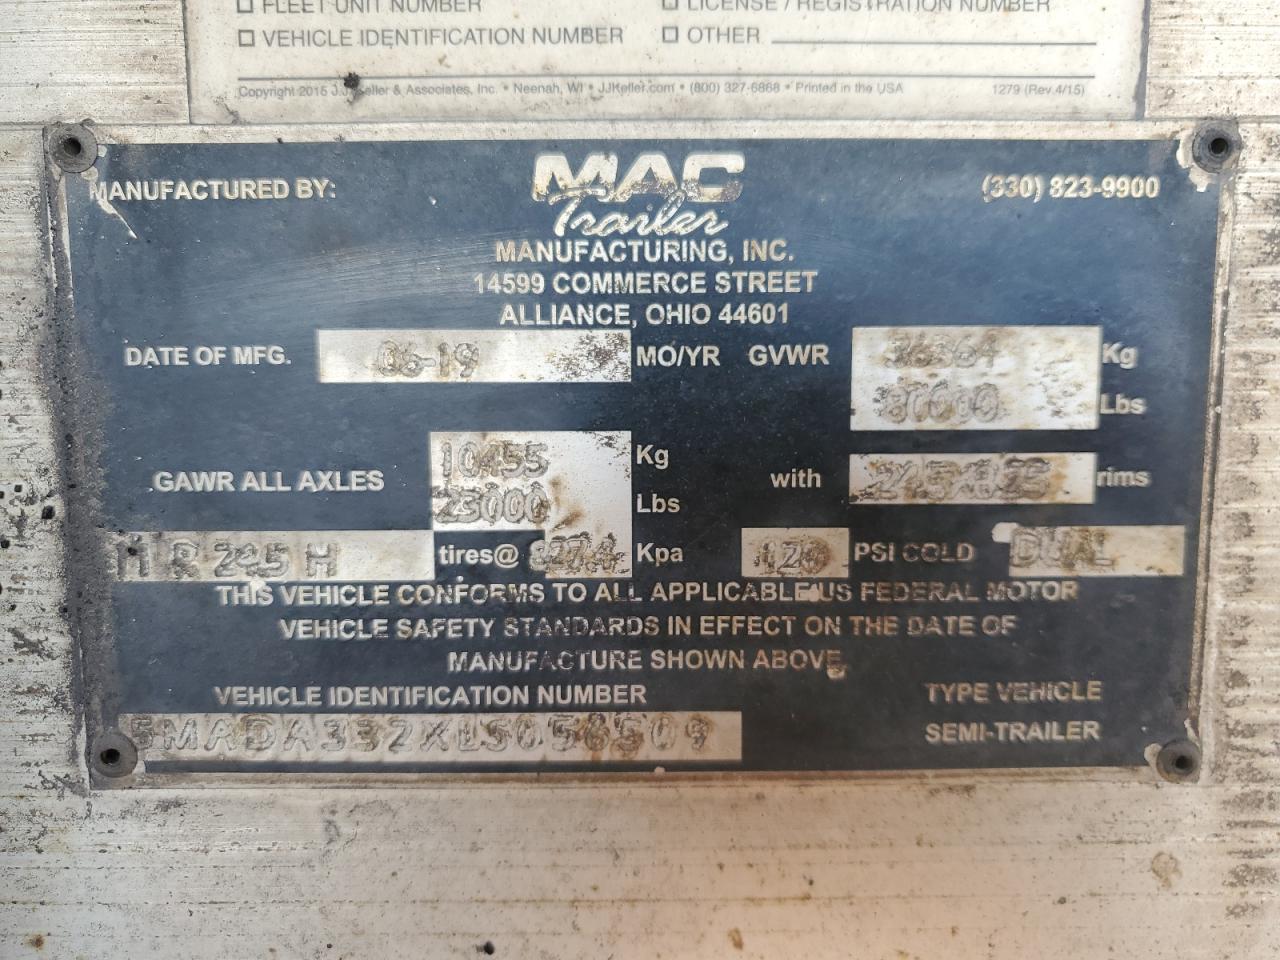 ☐ FLEET UNIT NUMBER ☐ LICENSE / REGISTRATION NUMBER
☐ VEHICLE IDENTIFICATION NUMBER ☐ OTHER
Copyright 2015 J.J. Keller & Associates, Inc. • Neenah, WI • JJKeller.com • (800) 327-6868 • Printed in the USA 1279 (Rev. 4/15)
MANUFACTURED BY: MAC (330) 823-9900
Trailer
MANUFACTURING, INC.
14599 COMMERCE STREET
ALLIANCE, OHIO 44601
DATE OF MFG. 06-19 MO/YR GVWR 36364 Kg
80000 Lbs
GAWR ALL AXLES 10455 Kg
23000 Lbs
with rims
tires@ 827.4 Kpa 120 PSI COLD DUAL
THIS VEHICLE CONFORMS TO ALL APPLICABLE US FEDERAL MOTOR
VEHICLE SAFETY STANDARDS IN EFFECT ON THE DATE OF
MANUFACTURE SHOWN ABOVE.
VEHICLE IDENTIFICATION NUMBER TYPE VEHICLE
SEMI-TRAILER